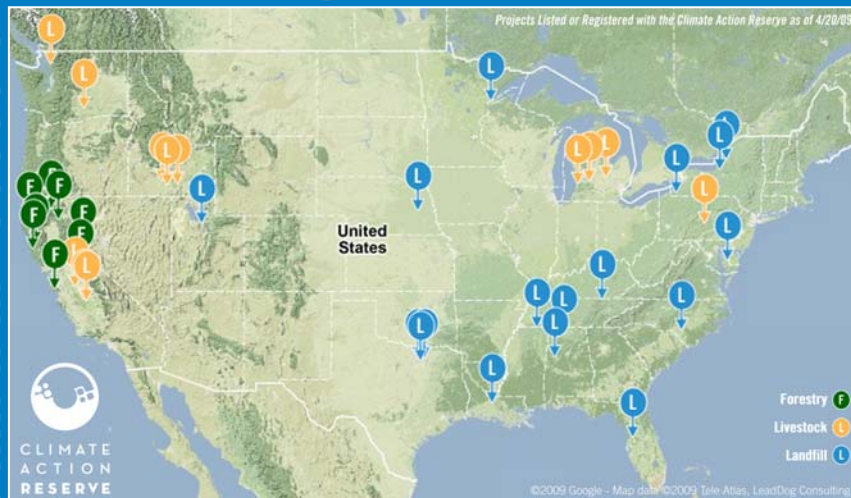 Projects Listed or Registered with the Climate Action Reserve as of 4/20/09
L
L
L
L
L
L
L
L
L
L
L
L
L
F
F
F
L
L
F
United
States
L
F
F
L
L
F
L
L
L
L
L
L
L
L
L
CLIMATE
ACTION
RESERVE
Forestry F
Livestock L
Landfill L
©2009 Google - Map data ©2009 Tele Atlas, LeadDog Consulting